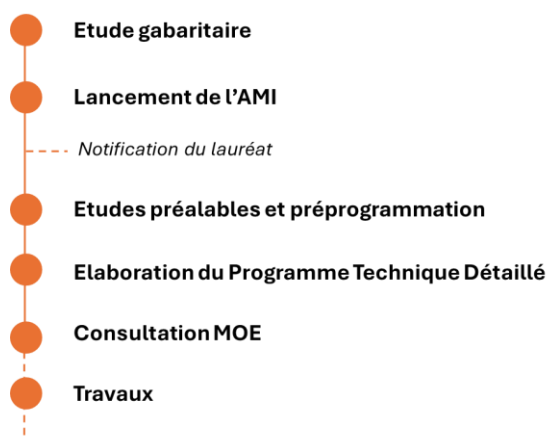 Etude gabaritaire
Lancement de l’AMI
Notification du lauréat
Etudes préalables et préprogrammation
Elaboration du Programme Technique Détaillé
Consultation MOE
Travaux